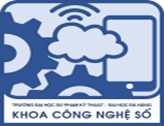 TRƯỜNG ĐẠI HỌC SƯ PHẠM KỸ THUẬT - ĐẠI HỌC ĐÀ NẴNG
KHOA CÔNG NGHỆ SỐ